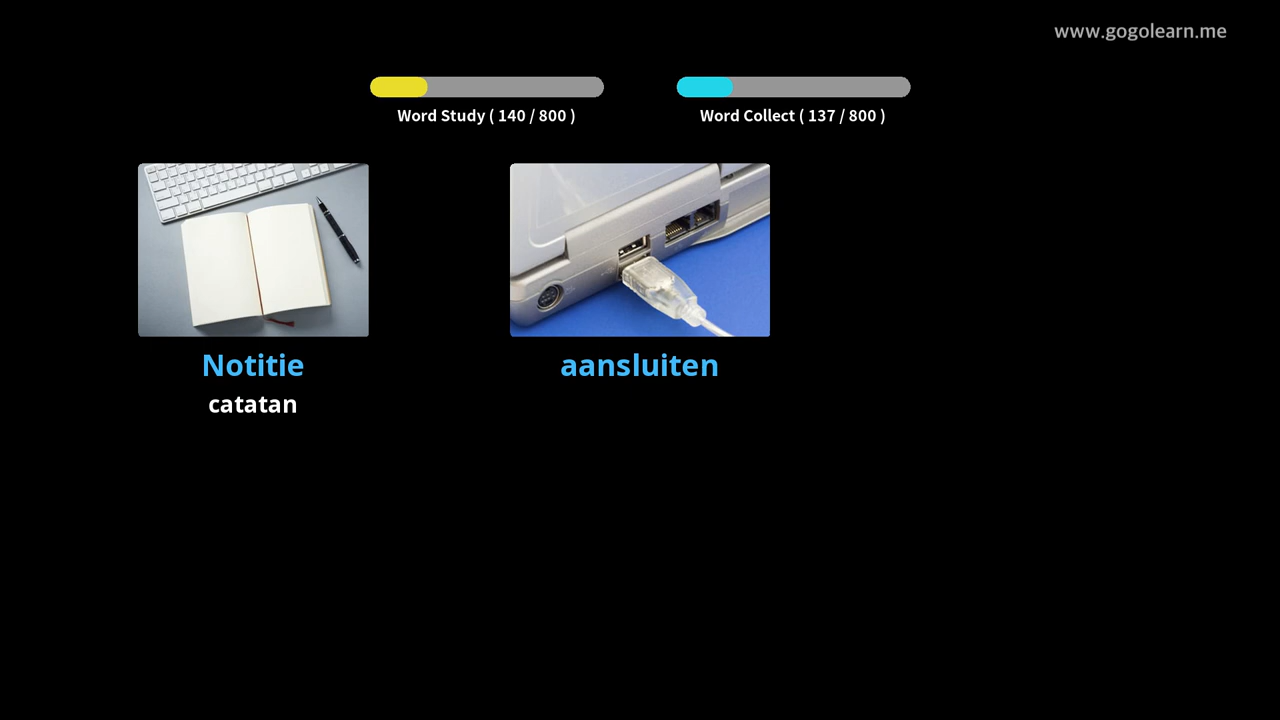 www.gogolearn.me
Word Study ( 140 / 800 )
Word Collect ( 137 / 800 )
Notitie
catatan
aansluiten